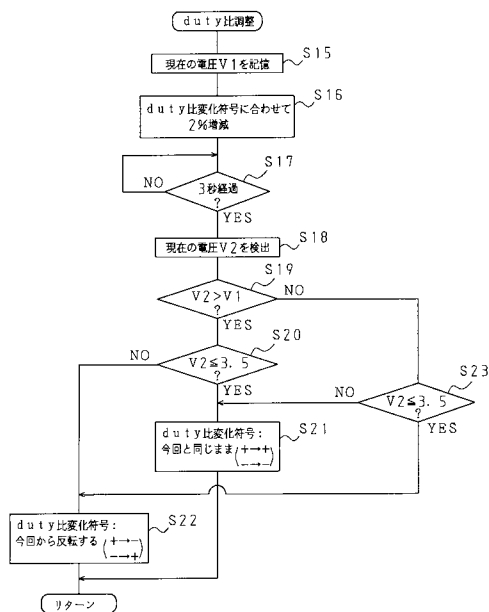 duty比調整
S15
現在の電圧V1を記憶
S16
duty比変化符号に合わせて
2%増減
S17
NO
3秒経過
?
YES
S18
現在の電圧V2を検出
S19
V2>V1
?
NO
YES
S20
NO
V2≦3.5
?
YES
S23
NO
V2≦3.5
?
YES
S21
duty比変化符号:
今回と同じまま(+→+
-→-)
S22
duty比変化符号:
今回から反転する(+→-
-→+)
リターン